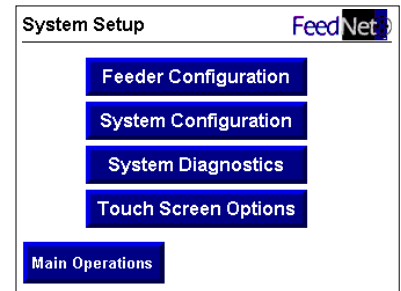 System Setup
FeedNet®
Feeder Configuration
System Configuration
System Diagnostics
Touch Screen Options
Main Operations